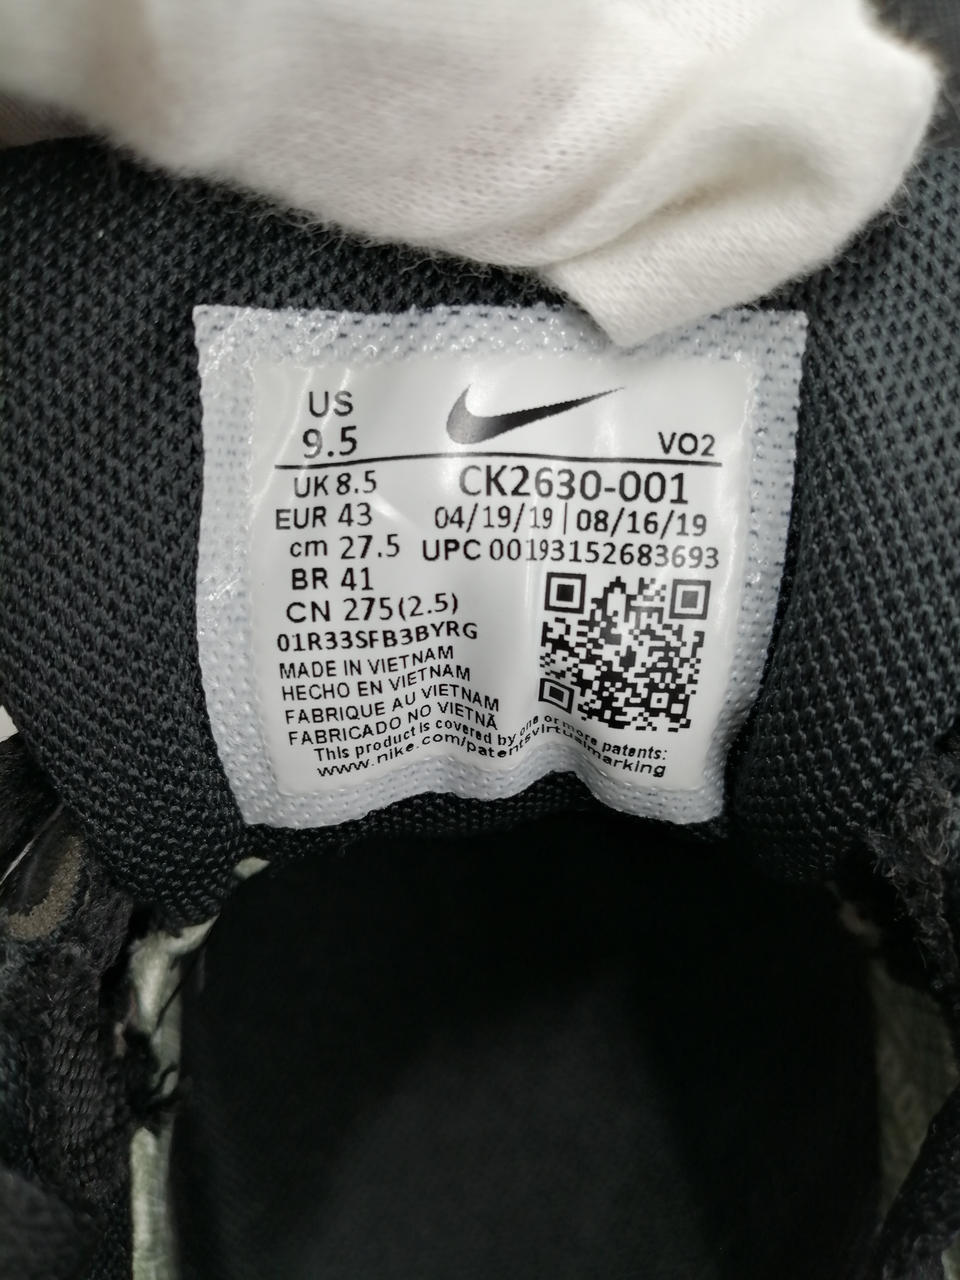 US
9.5
VO2
UK 8.5
CK2630-001
EUR 43
04/19/19 | 08/16/19
cm 27.5
UPC 00193152683693
BR 41
CN 275(2.5)
01R33SFB3BYRG
MADE IN VIETNAM
HECHO EN VIETNAM
FABRIQUE AU VIETNAM
FABRICADO NO VIETNÃ
This product is covered by one or more patents:
www.nike.com/patentsvirtualmarking